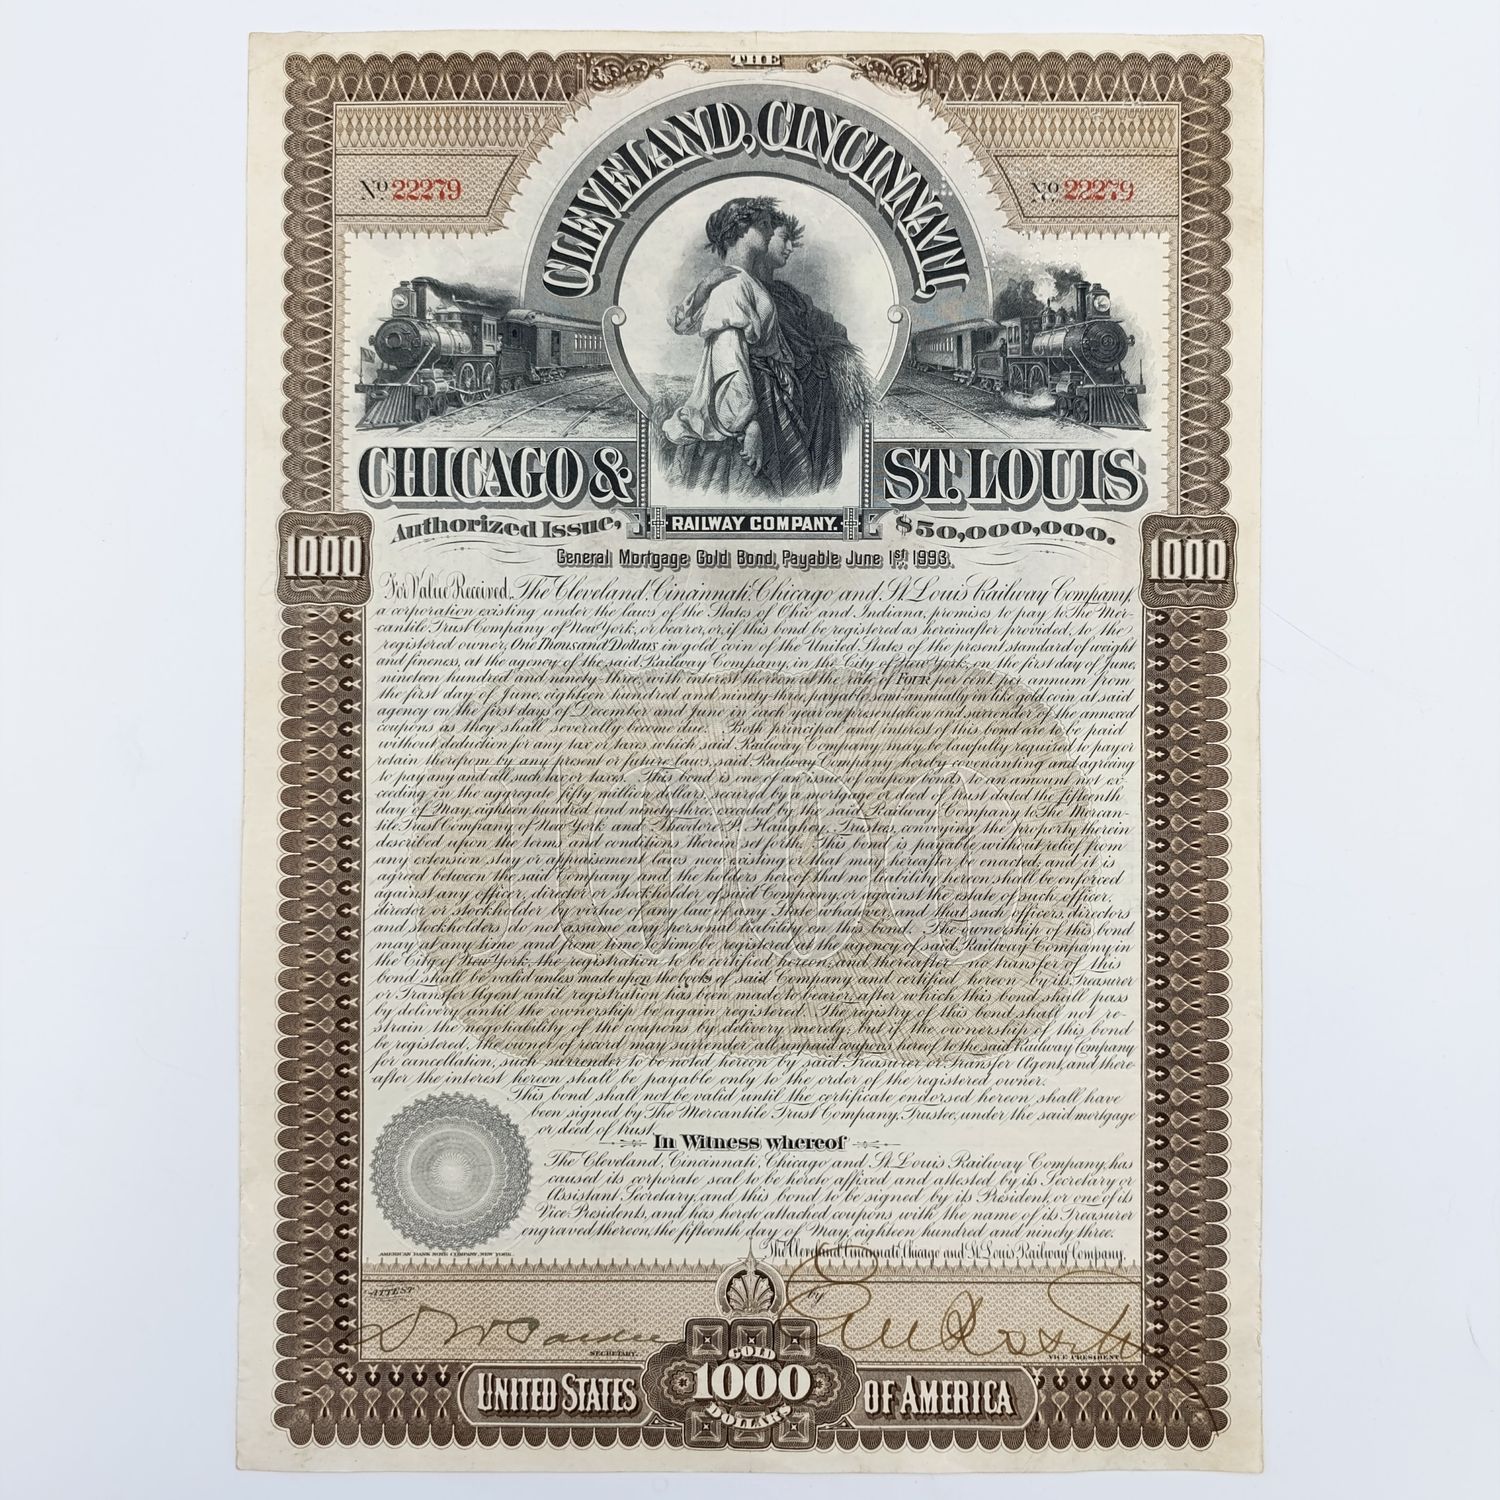 THE
CLEVELAND, CINCINNATI,
No 22279
No. 22279
CHICAGO & ST. LOUIS
RAILWAY COMPANY.
Authorized Issue, $50,000,000.
General Mortgage Gold Bond, Payable June 1st 1993.
1000
1000
For Value Received, The Cleveland, Cincinnati, Chicago and St. Louis Railway Company,
a corporation existing under the laws of the States of Ohio and Indiana, promises to pay to The Mer-
cantile Trust Company of New York, or bearer, or, if this bond be registered as hereinafter provided, to the
registered owner, One Thousand Dollars in gold coin of the United States of the present standard of weight
and fineness, at the agency of the said Railway Company, in the City of New York, on the first day of June,
nineteen hundred and ninety-three, with interest thereon at the rate of Four per cent. per annum from
the first day of June, eighteen hundred and ninety-three, payable semi-annually in like gold coin, at said
agency on the first days of December and June in each year on presentation and surrender of the annexed
coupons as they shall severally become due. Both principal and interest of this bond are to be paid
without deduction for any tax or taxes which said Railway Company may be lawfully required to pay or
retain therefrom by any present or future laws, said Railway Company hereby covenanting and agreeing
to pay any and all such tax or taxes. This bond is one of an issue of coupon bonds, to an amount not ex-
ceeding in the aggregate fifty million dollars, secured by a mortgage or deed of trust dated the fifteenth
day of May, eighteen hundred and ninety-three, executed by the said Railway Company to The Mercan-
tile Trust Company of New York and Theodore P. Haughey, Trustees, conveying the property therein
described upon the terms and conditions therein set forth. This bond is payable without relief from
any extension, stay or appraisement laws now existing or that may hereafter be enacted; and it is
agreed between the said Company and the holders hereof that no liability hereon shall be enforced
against any officer, director or stockholder of said Company, or against the estate of such officer,
director or stockholder by virtue of any law of any State whatever, and that such officers, directors
and stockholders do not assume any personal liability on this bond. The ownership of this bond
may at any time and from time to time be registered at the agency of said Railway Company in
the City of New York, the registration to be certified hereon, and thereafter no transfer of this
bond shall be valid unless made upon the books of said Company and certified hereon by its Treasurer
or Transfer Agent until registration has been made to bearer, after which this bond shall pass
by delivery until the ownership be again registered. The registry of this bond shall not re-
strain the negotiability of the coupons by delivery merely; but if the ownership of this bond
be registered, the owner of record may surrender all unpaid coupons hereof to the said Railway Company
for cancellation, such surrender to be noted hereon by said Treasurer or Transfer Agent, and there-
after the interest hereon shall be payable only to the order of the registered owner.
This bond shall not be valid until the certificate endorsed hereon shall have
been signed by The Mercantile Trust Company, Trustee, under the said mortgage
or deed of trust.
In Witness whereof
The Cleveland, Cincinnati, Chicago and St. Louis Railway Company, has
caused its corporate seal to be hereto affixed and attested by its Secretary or
Assistant Secretary, and this bond to be signed by its President, or one of its
Vice-Presidents, and has hereto attached coupons with the name of its Treasurer
engraved thereon, the fifteenth day of May, eighteen hundred and ninety-three.
AMERICAN BANK NOTE COMPANY, NEW YORK.
The Cleveland, Cincinnati, Chicago and St. Louis Railway Company,
ATTEST
by
SECRETARY.
VICE PRESIDENT
UNITED STATES
GOLD
1000
DOLLARS
OF AMERICA